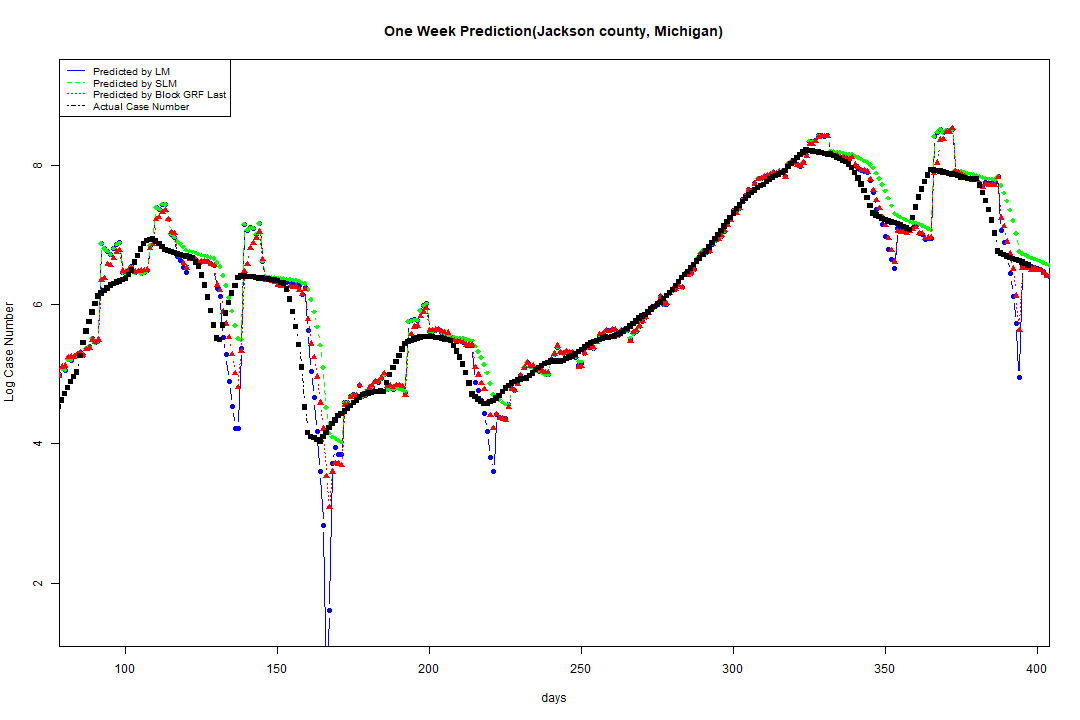 One Week Prediction(Jackson county, Michigan)
Predicted by LM
Predicted by SLM
Predicted by Block GRF Last
Actual Case Number
8
6
4
2
Log Case Number
100 150 200 250 300 350 400
days